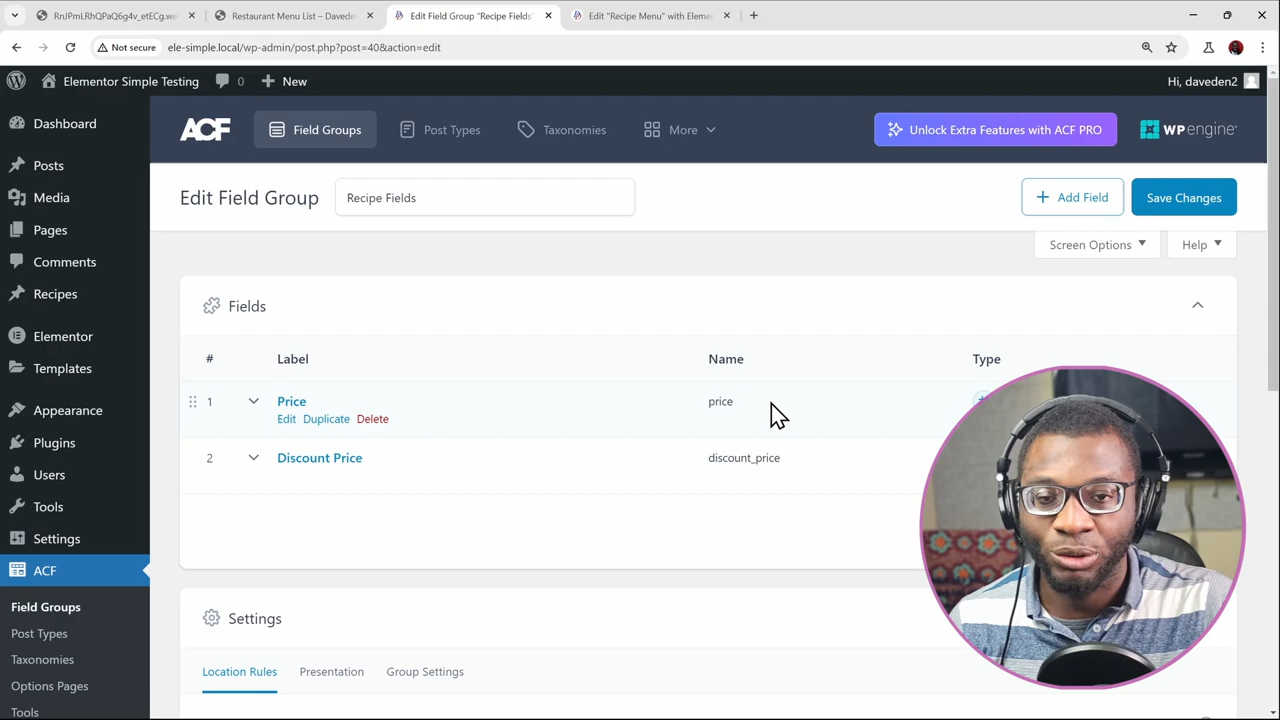 RnJPmLRhQPaQ6g4v_etECg.we
Restaurant Menu List – Davede
Edit Field Group "Recipe Fields"
Edit "Recipe Menu" with Eleme
Not secure
ele-simple.local/wp-admin/post.php?post=40&action=edit
Elementor Simple Testing
0
New
Hi, daveden2
Dashboard
Posts
Media
Pages
Comments
Recipes
Elementor
Templates
Appearance
Plugins
Users
Tools
Settings
ACF
Field Groups
Post Types
Taxonomies
Options Pages
Tools
ACF
Field Groups
Post Types
Taxonomies
More
Unlock Extra Features with ACF PRO
WP engine
Edit Field Group
Recipe Fields
+ Add Field
Save Changes
Screen Options
Help
Fields
# Label Name Type
1 Price price
Edit Duplicate Delete
2 Discount Price discount_price
Settings
Location Rules Presentation Group Settings